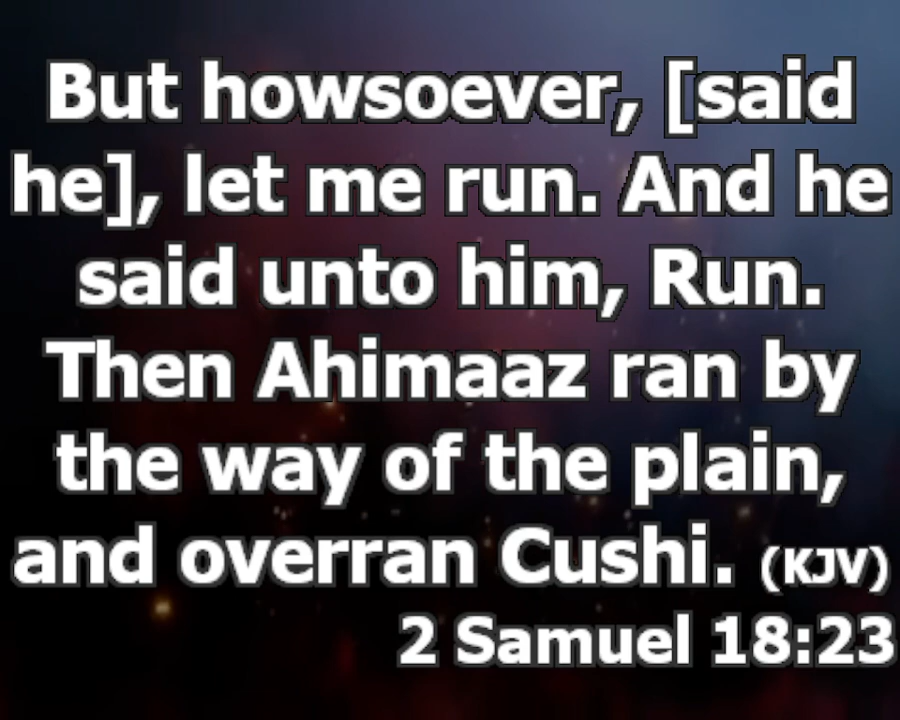 But howsoever, [said
he], let me run. And he
said unto him, Run.
Then Ahimaaz ran by
the way of the plain,
and overran Cushi. (KJV)
2 Samuel 18:23